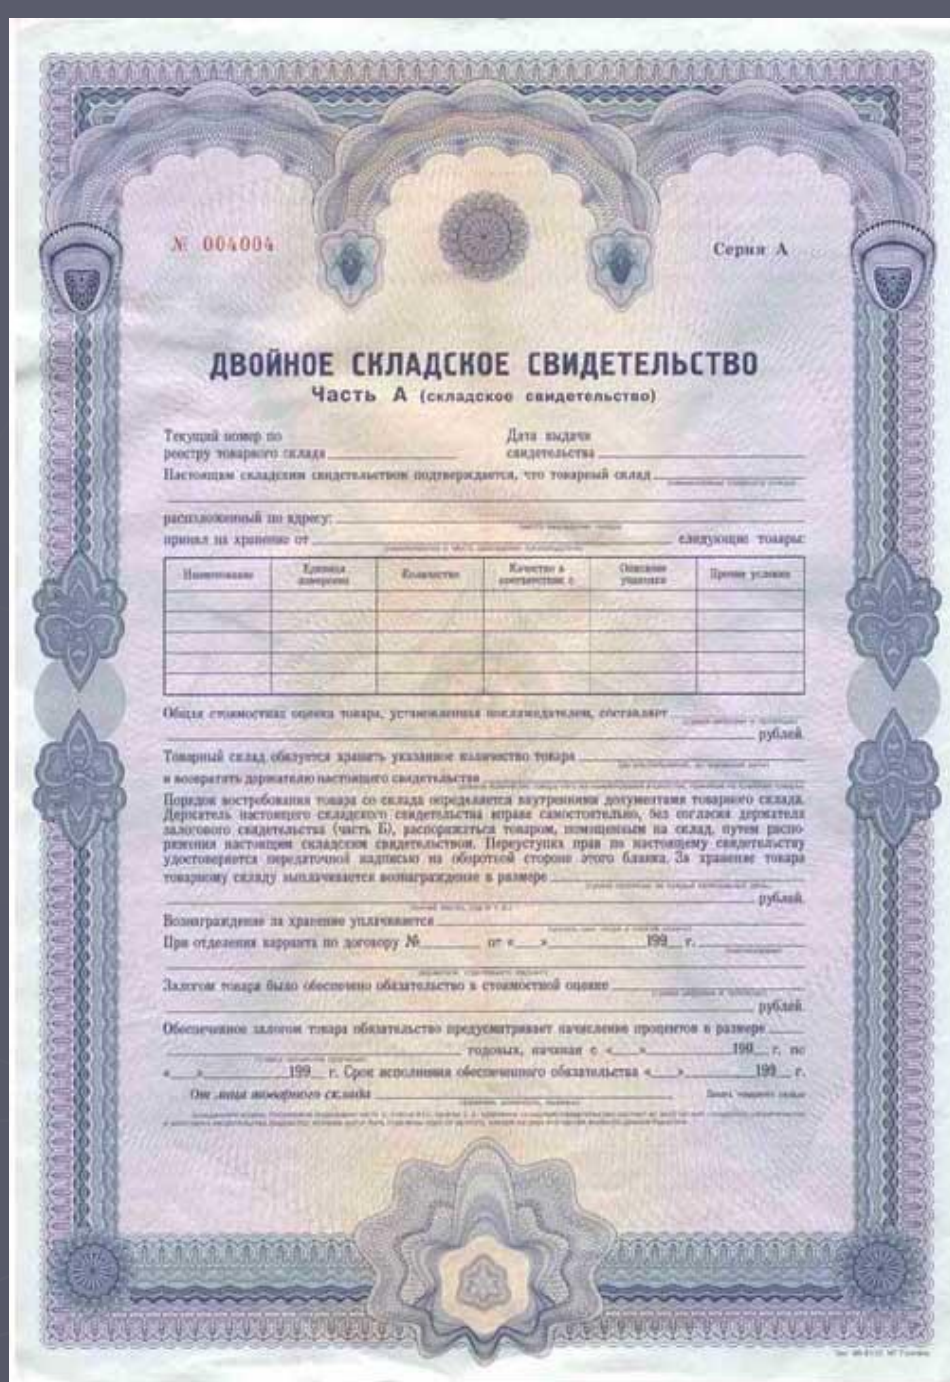 № 004004
Серия А
ДВОЙНОЕ СКЛАДСКОЕ СВИДЕТЕЛЬСТВО
Часть А (складское свидетельство)
Текущий номер по
реестру товарного склада
Дата выдачи
свидетельства
Настоящим складским свидетельством подтверждается, что товарный склад
расположенный по адресу:
принял на хранение от следующие товары:
Наименование
Единица измерения
Количество
Качество в соответствии с
Описание упаковки
Прочие условия
Общая стоимостная оценка товара, установленная поклажедателем, составляет
рублей.
Товарный склад обязуется хранить указанное количество товара
и возвратить держателю настоящего свидетельства
Порядок востребования товара со склада определяется внутренними документами товарного склада.
Держатель настоящего складского свидетельства вправе самостоятельно, без согласия держателя
залогового свидетельства (часть Б), распоряжаться товаром, помещенным на склад, путем распо-
ряжения настоящим складским свидетельством. Переуступка прав по настоящему свидетельству
удостоверяется передаточной надписью на оборотной стороне этого бланка. За хранение товара
товарному складу выплачивается вознаграждение в размере
рублей.
Вознаграждение за хранение уплачивается
При отделении варранта по договору № от « » 199 г.
Залогом товара было обеспечено обязательство в стоимостной оценке
рублей.
Обеспеченное залогом товара обязательство предусматривает начисление процентов в размере
годовых, начиная с « » 199 г. по
« » 199 г. Срок исполнения обеспеченного обязательства « » 199 г.
От лица товарного склада